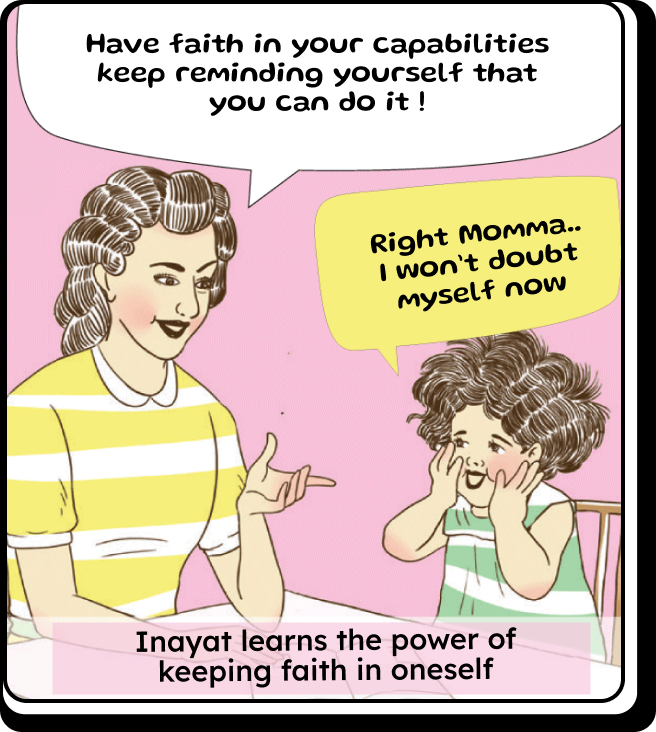 Have faith in your capabilities
keep reminding yourself that
you can do it !
Right Momma..
I won't doubt
myself now
Inayat learns the power of
keeping faith in oneself